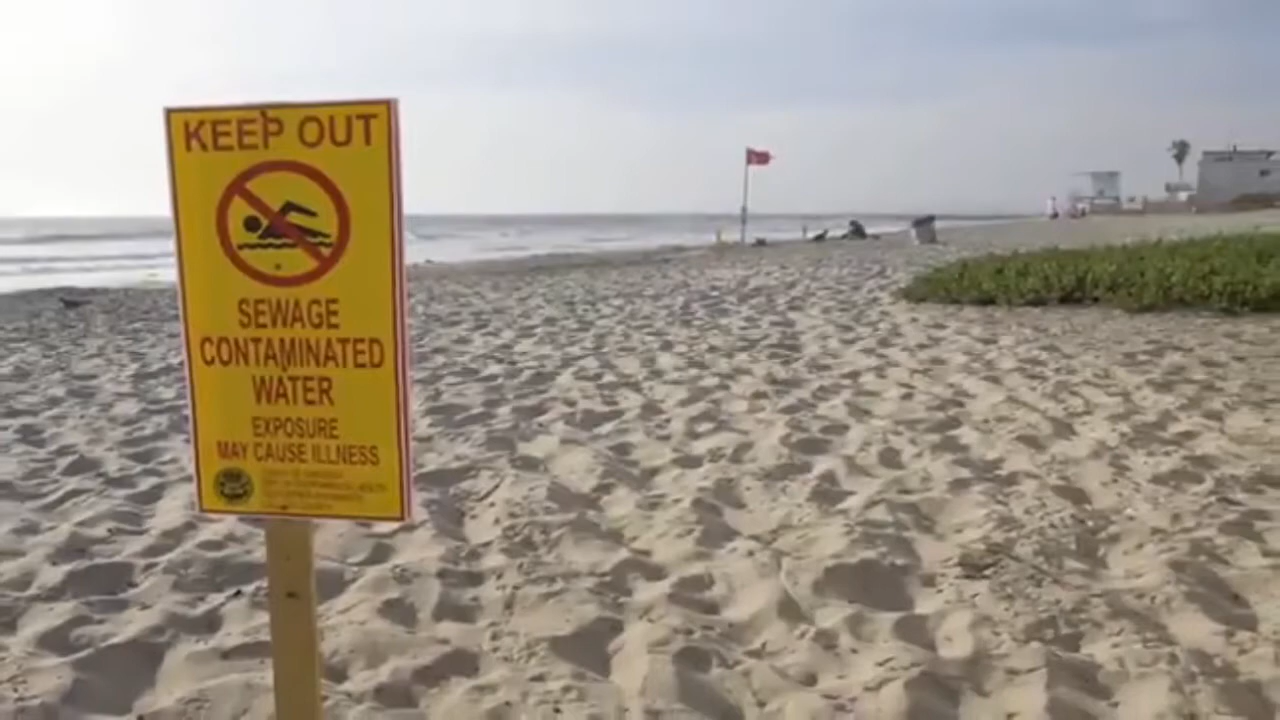 KEEP OUT
SEWAGE
CONTAMINATED
WATER
EXPOSURE
MAY CAUSE ILLNESS